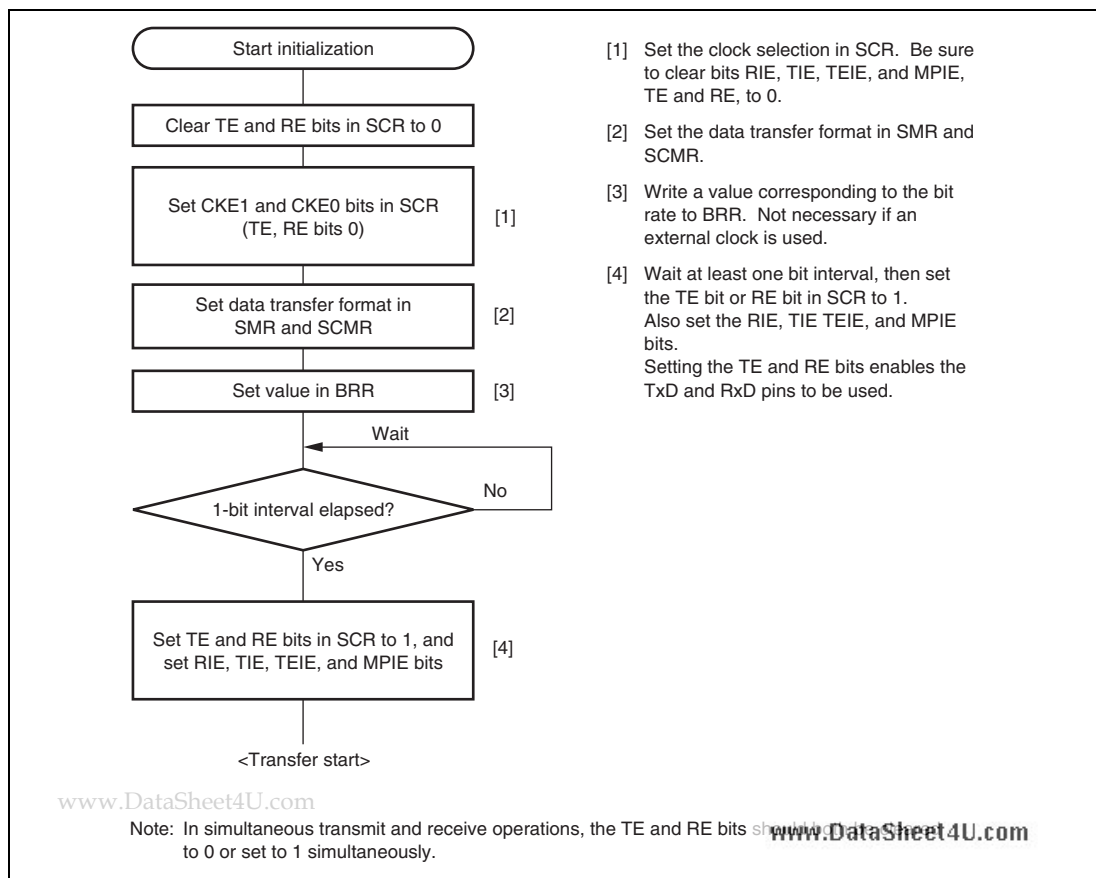 Start initialization
Clear TE and RE bits in SCR to 0
Set CKE1 and CKE0 bits in SCR
(TE, RE bits 0)
[1]
Set data transfer format in
SMR and SCMR
[2]
Set value in BRR
[3]
Wait
No
1-bit interval elapsed?
Yes
Set TE and RE bits in SCR to 1, and
set RIE, TIE, TEIE, and MPIE bits
[4]
<Transfer start>
[1] Set the clock selection in SCR. Be sure
to clear bits RIE, TIE, TEIE, and MPIE,
TE and RE, to 0.
[2] Set the data transfer format in SMR and
SCMR.
[3] Write a value corresponding to the bit
rate to BRR. Not necessary if an
external clock is used.
[4] Wait at least one bit interval, then set
the TE bit or RE bit in SCR to 1.
Also set the RIE, TIE TEIE, and MPIE
bits.
Setting the TE and RE bits enables the
TxD and RxD pins to be used.
www.DataSheet4U.com
Note: In simultaneous transmit and receive operations, the TE and RE bits
www.DataSheet4U.com
to 0 or set to 1 simultaneously.